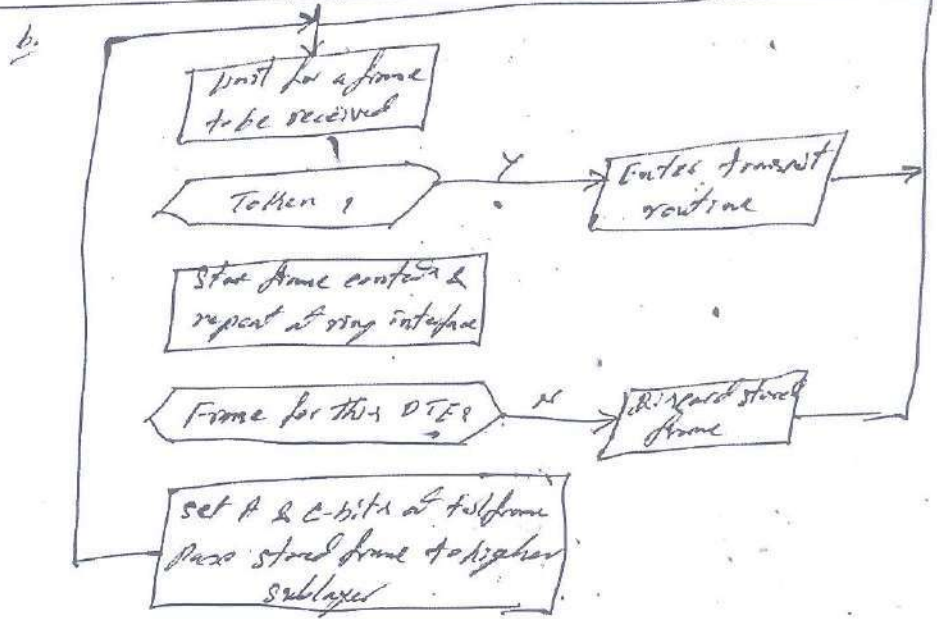 b.
Wait for a frame
to be received
Token ?
Y
Enter transmit
routine
Store frame contents &
repeat at ring interface
Frame for this DTE?
N
Discard stored
frame
set A & C-bits at tail frame
Pass stored frame to higher
sublayer